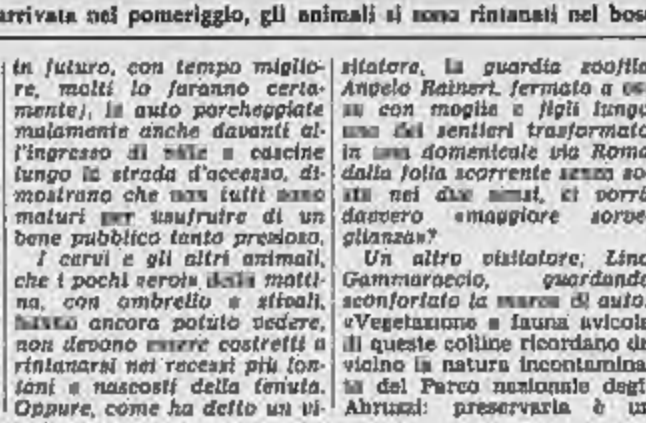 arrivata nel pomeriggio, gli animali si sono rintanati nel bos
in futuro, con tempo miglio-
re, molti lo faranno certa-
mente), le auto parcheggiate
malamente anche davanti al-
l'ingresso di ville e cascine
lungo la strada d'accesso, di-
mostrano che non tutti sono
maturi per usufruire di un
bene pubblico tanto prezioso.
I cervi e gli altri animali,
che i pochi eroi della matti-
na, con ombrello e stivali,
hanno ancora potuto vedere,
non devono essere costretti a
rintanarsi nei recessi più lon-
tani e nascosti della tenuta.
Oppure, come ha detto un vi-
sitatore, la guardia zoofila
Angelo Raineri, fermato a
su con moglie e figli lungo
uno dei sentieri trasformato
in una domenicale via Roma
dalla folla scorrente senza so-
sta nei due sensi, ci vorrà
davvero «maggiore sorve
glianza»?
Un altro visitatore, Lino
Gammaroccio, guardando
sconfortato la marea di auto:
«Vegetazione e fauna avicola
di queste colline ricordano da
vicino la natura incontamina
ta del Parco nazionale degl
Abruzzi: preservarla è un